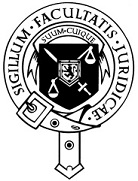 SIGILLUM · FACULTATIS · JURIDICAE
SUUM · CUIQUE